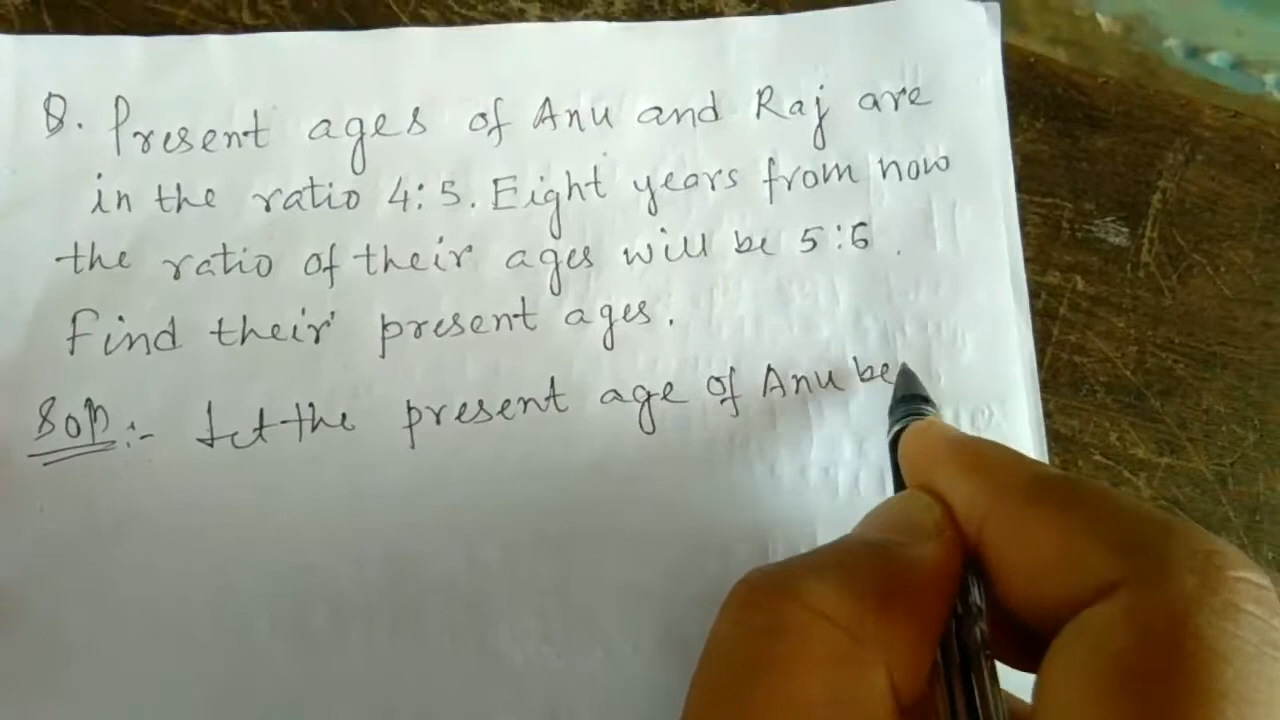 Q. Present ages of Anu and Raj are
in the ratio 4:5. Eight years from now
the ratio of their ages will be 5:6.
Find their present ages.
Soln:- Let the present age of Anu be